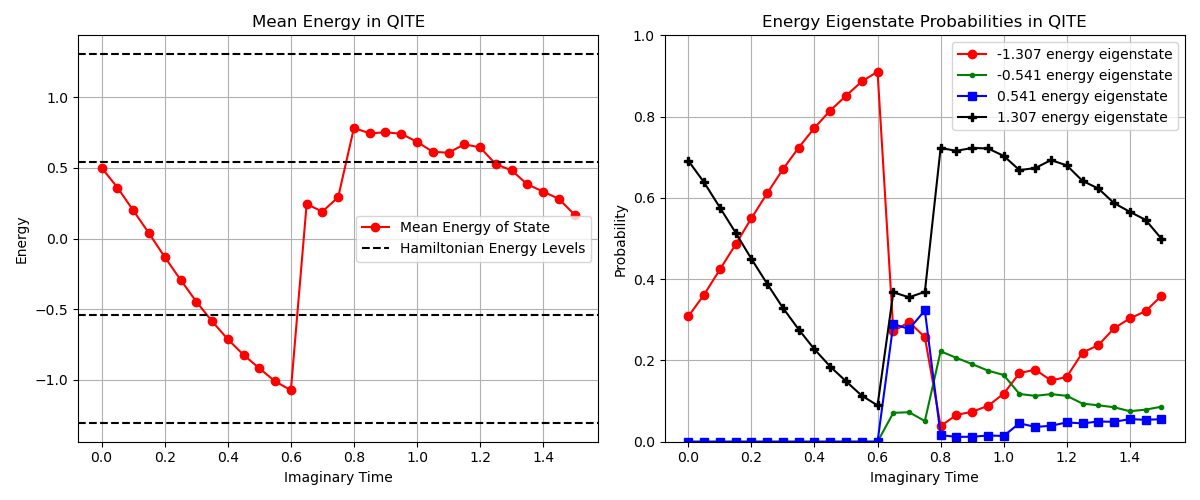 Mean Energy in QITE
Energy
1.0
0.5
0.0
−0.5
−1.0
Mean Energy of State
Hamiltonian Energy Levels
0.0 0.2 0.4 0.6 0.8 1.0 1.2 1.4
Imaginary Time
Energy Eigenstate Probabilities in QITE
Probability
1.0
0.8
0.6
0.4
0.2
0.0
-1.307 energy eigenstate
-0.541 energy eigenstate
0.541 energy eigenstate
1.307 energy eigenstate
0.0 0.2 0.4 0.6 0.8 1.0 1.2 1.4
Imaginary Time